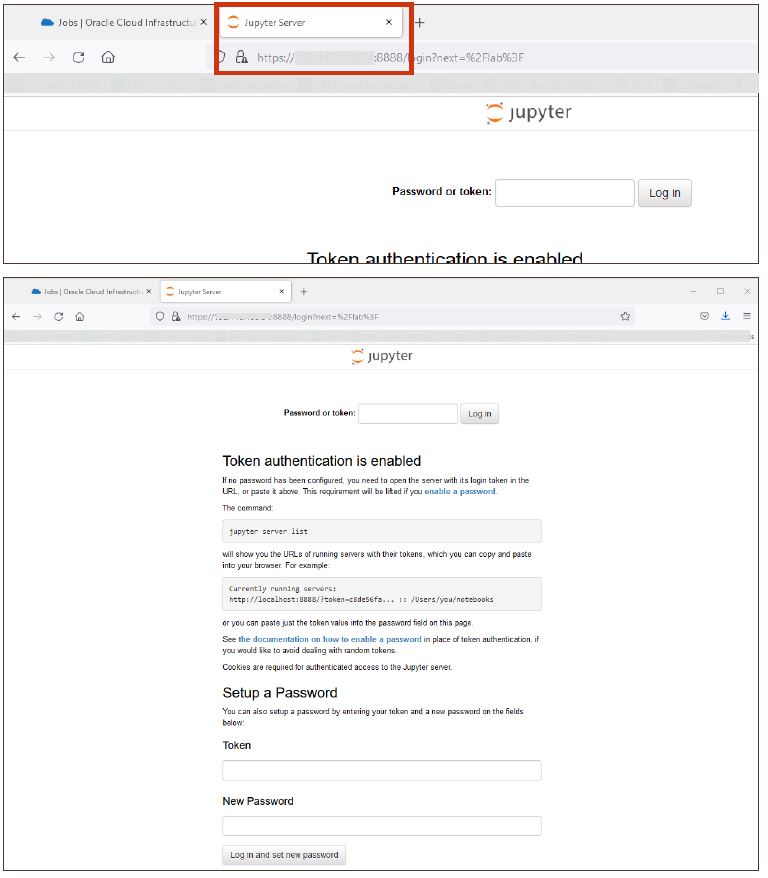 Jobs | Oracle Cloud Infrastructur ×
Jupyter Server ×
https:// :8888/login?next=%2Flab%3F
jupyter
Password or token:
Log in
Token authentication is enabled
Jobs | Oracle Cloud Infrastructur ×
Jupyter Server ×
https:// :8888/login?next=%2Flab%3F
jupyter
Password or token:
Log in
Token authentication is enabled
If no password has been configured, you need to open the server with its login token in the
URL, or paste it above. This requirement will be lifted if you enable a password.
The command:
jupyter server list
will show you the URLs of running servers with their tokens, which you can copy and paste
into your browser. For example:
Currently running servers:
http://localhost:8888/?token=c8de56fa... :: /Users/you/notebooks
or you can paste just the token value into the password field on this page.
See the documentation on how to enable a password in place of token authentication, if
you would like to avoid dealing with random tokens.
Cookies are required for authenticated access to the Jupyter server.
Setup a Password
You can also setup a password by entering your token and a new password on the fields
below:
Token
New Password
Log in and set new password